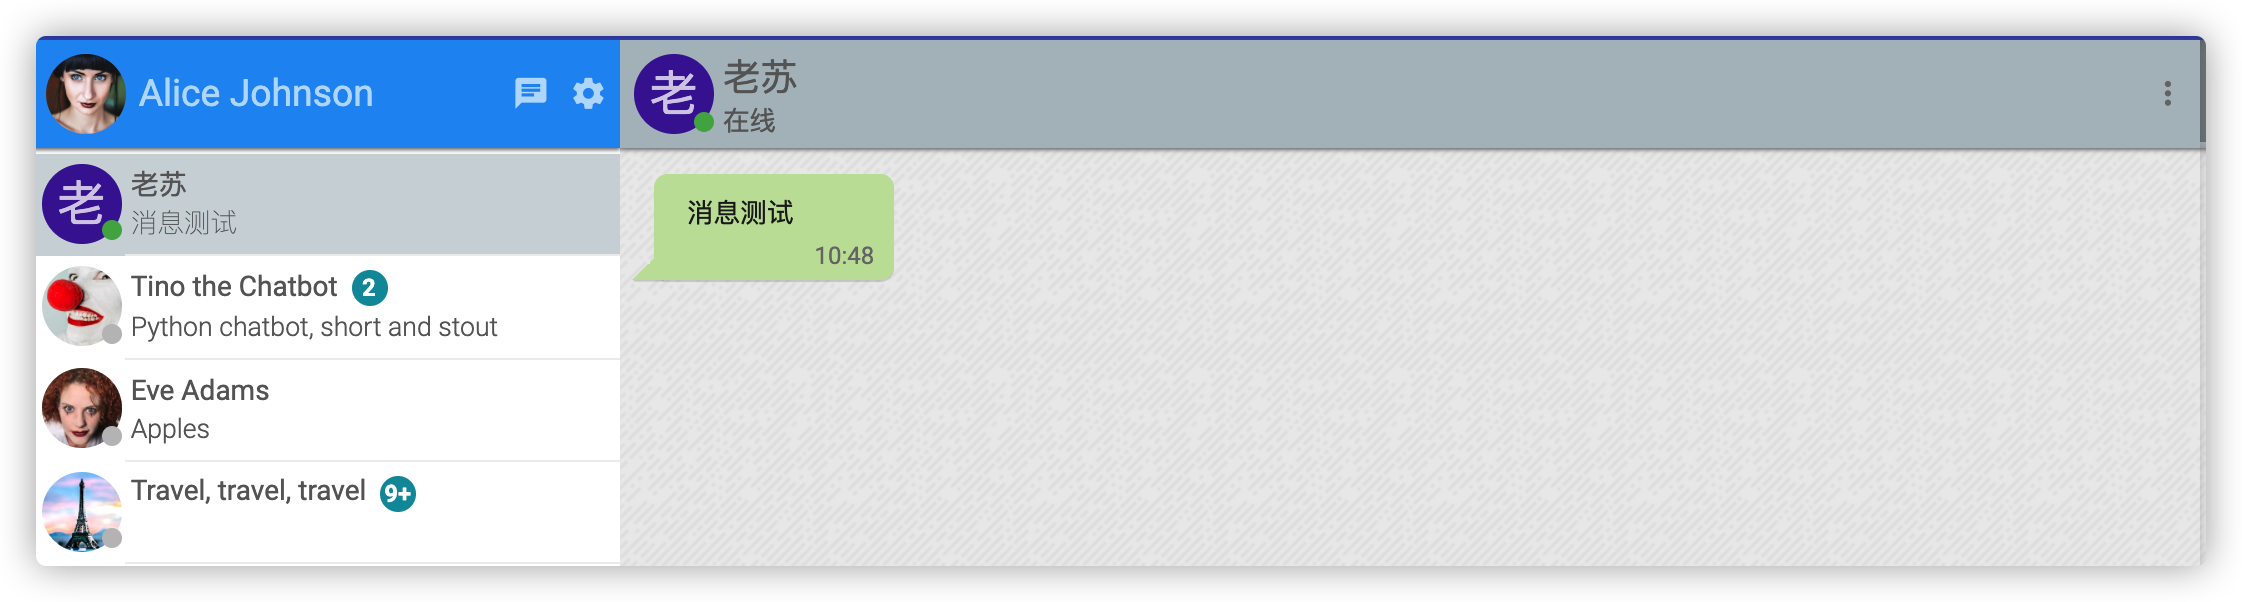 Alice Johnson
老
老苏
消息测试
Tino the Chatbot 2
Python chatbot, short and stout
Eve Adams
Apples
Travel, travel, travel 9+
老
老苏
在线
消息测试
10:48